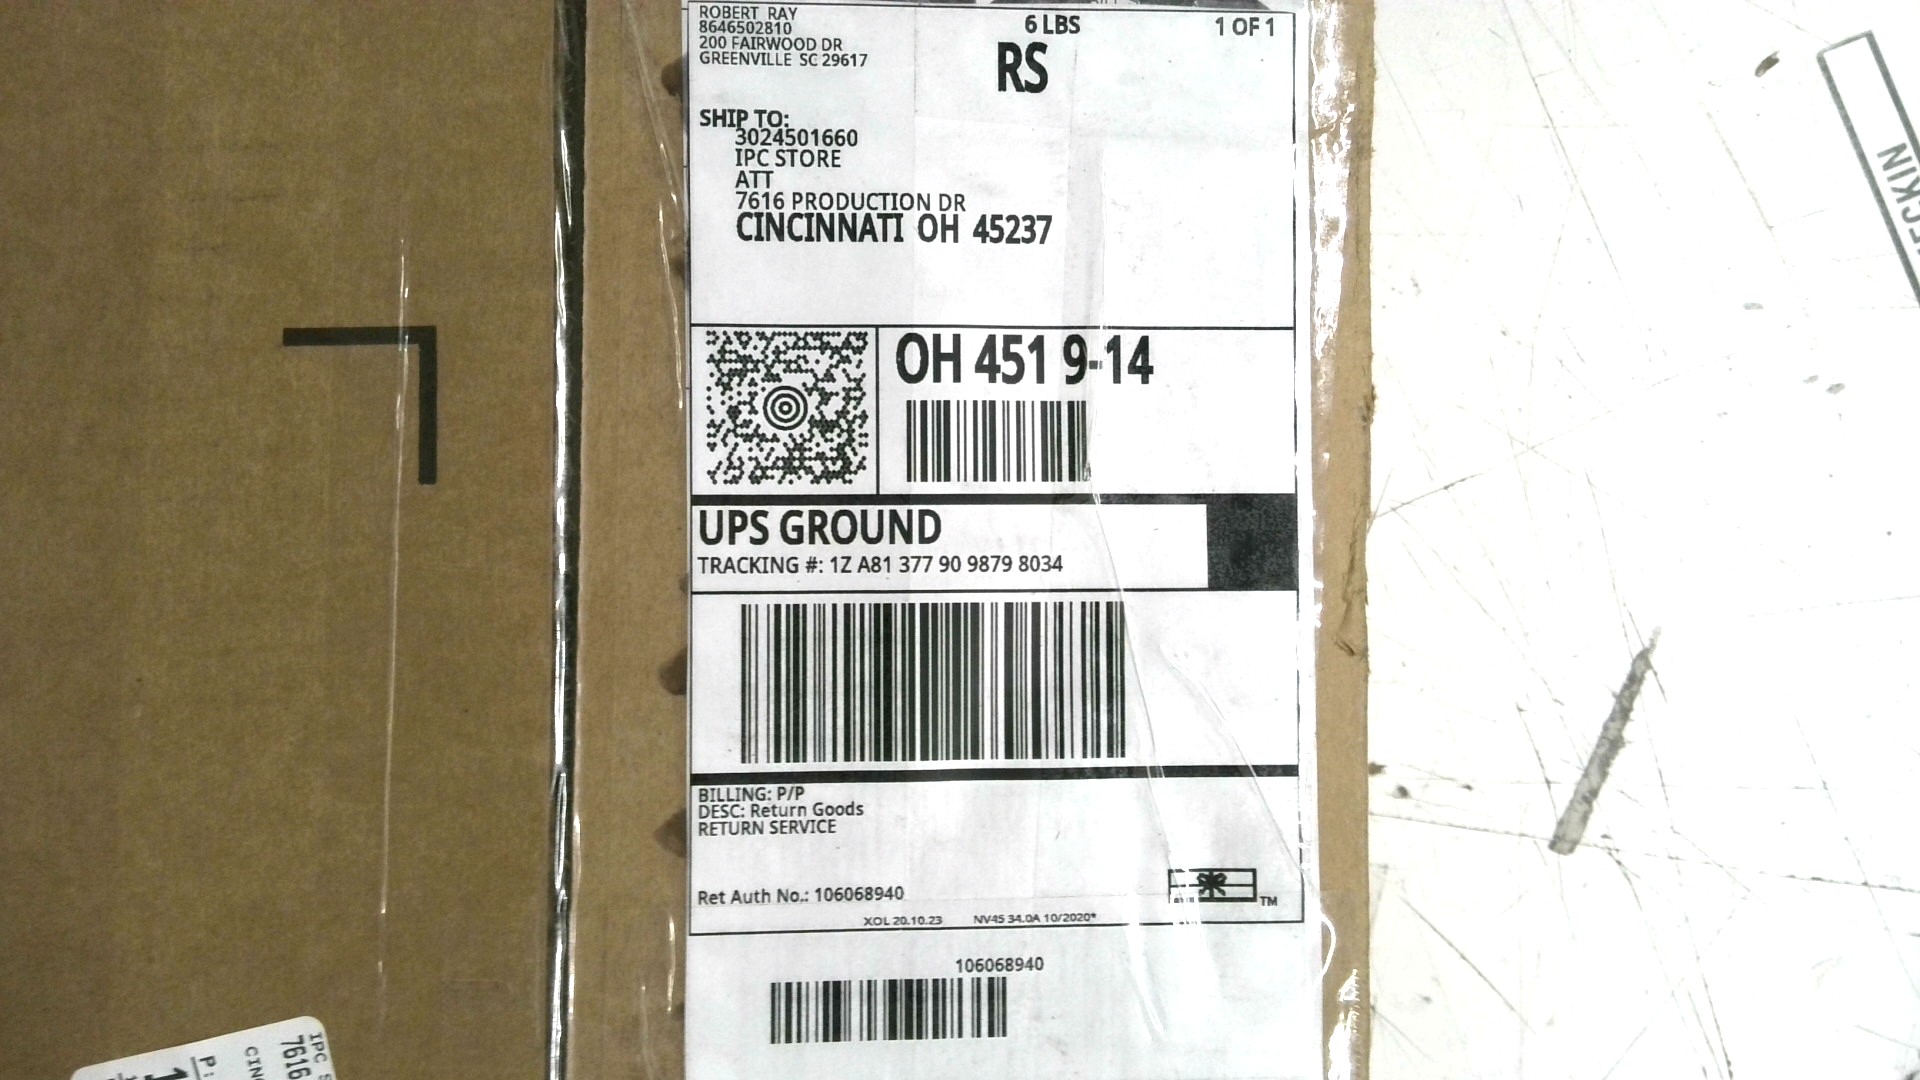 ROBERT RAY
8646502810
200 FAIRWOOD DR
GREENVILLE SC 29617
6 LBS
1 OF 1
RS
SHIP TO:
3024501660
IPC STORE
ATT
7616 PRODUCTION DR
CINCINNATI OH 45237
OH 451 9-14
UPS GROUND
TRACKING #: 1Z A81 377 90 9879 8034
BILLING: P/P
DESC: Return Goods
RETURN SERVICE
Ret Auth No.: 106068940
TM
XOL 20.10.23 NV45 34.0A 10/2020*
106068940
IPC
7616
P: